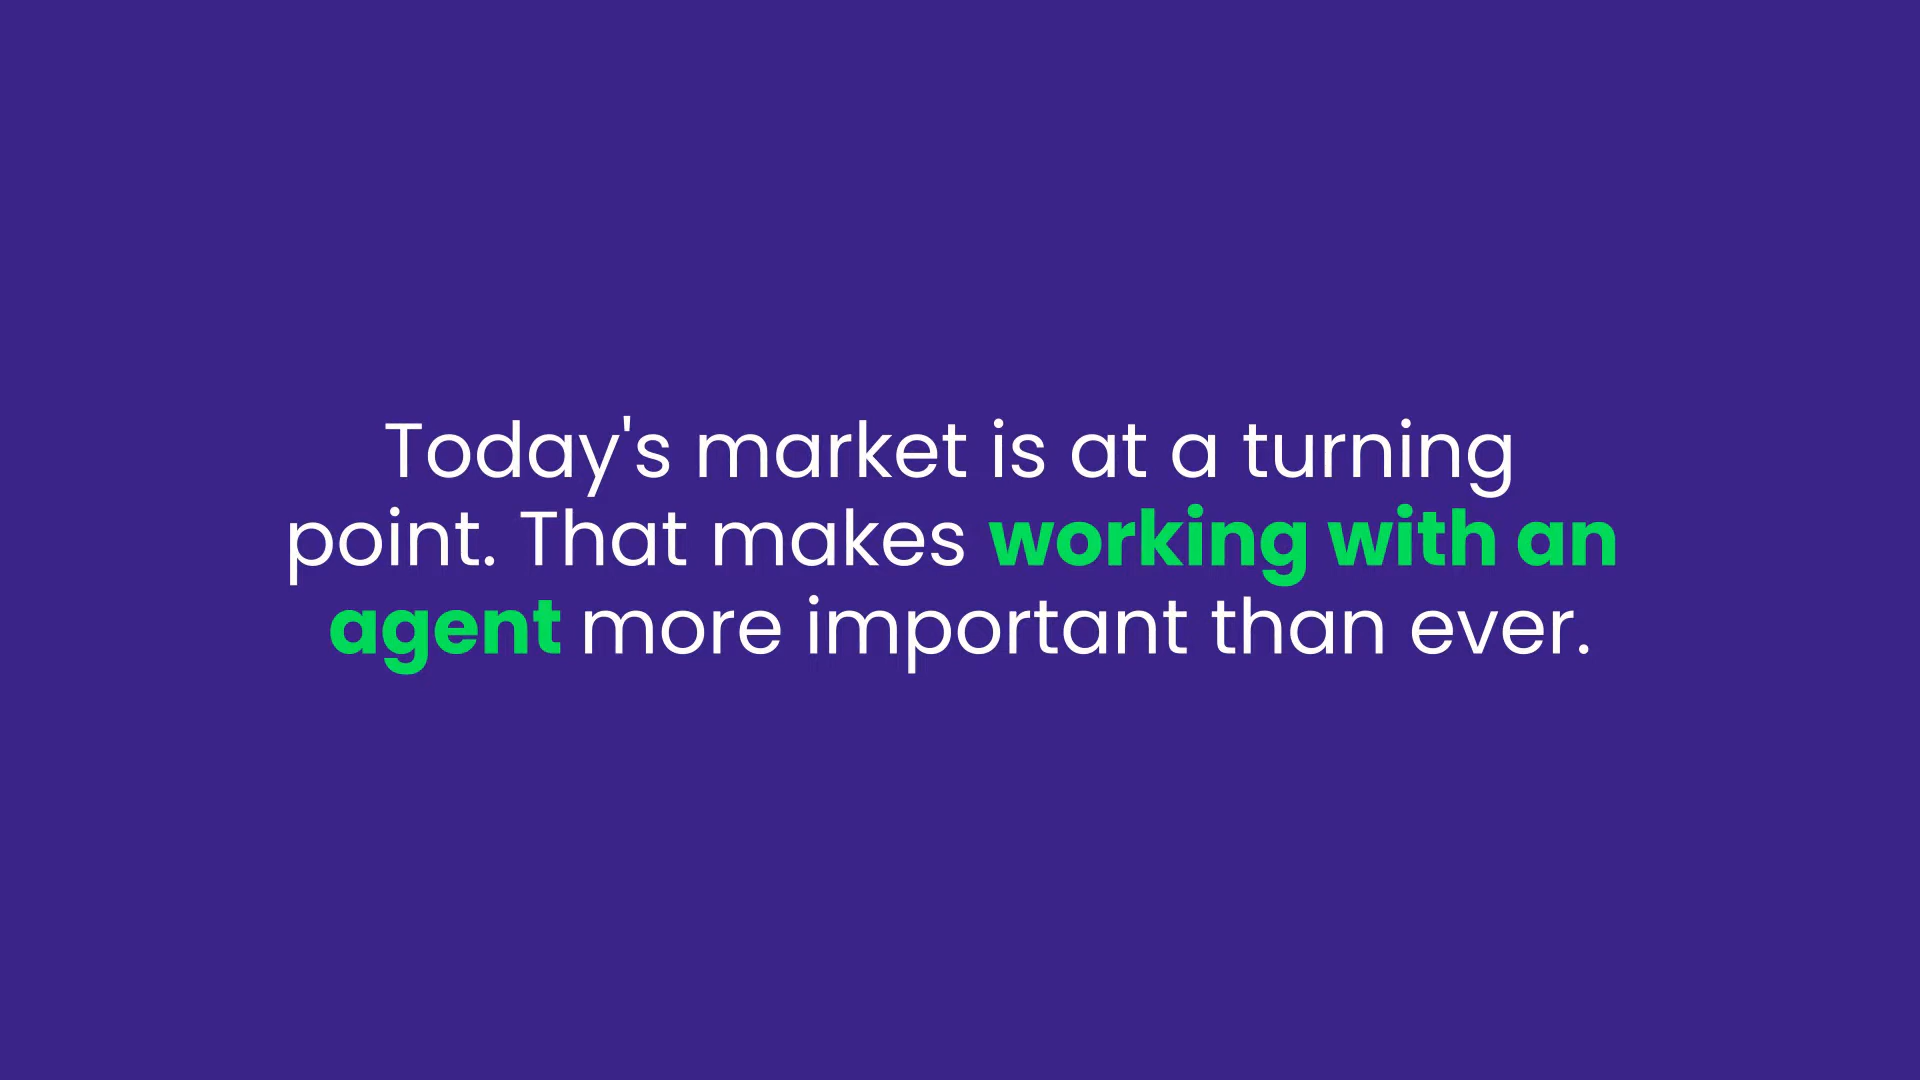 Today's market is at a turning
point. That makes working with an
agent more important than ever.